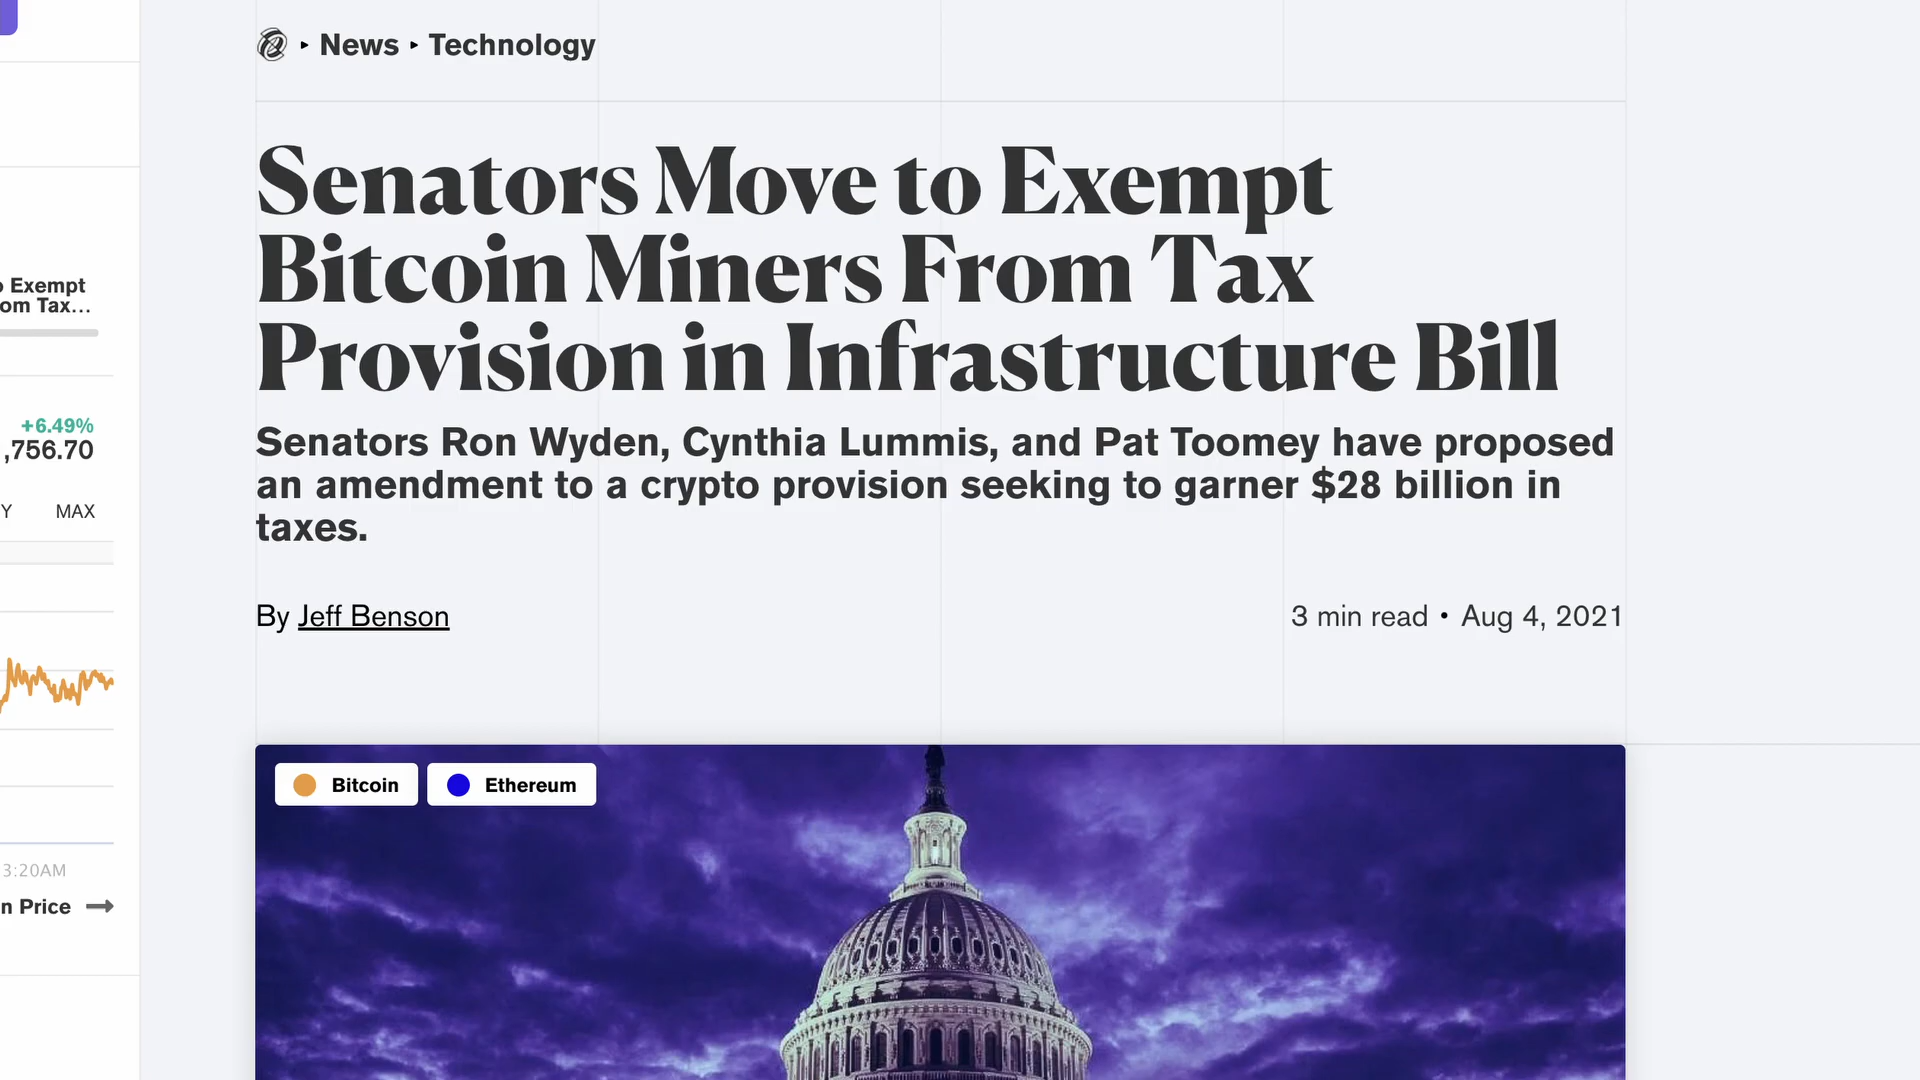 News ▸ Technology
Senators Move to Exempt
Bitcoin Miners From Tax
Provision in Infrastructure Bill
Senators Ron Wyden, Cynthia Lummis, and Pat Toomey have proposed
an amendment to a crypto provision seeking to garner $28 billion in
taxes.
By Jeff Benson
3 min read • Aug 4, 2021
Bitcoin
Ethereum
Exempt
om Tax...
+6.49%
,756.70
Y MAX
3:20AM
n Price